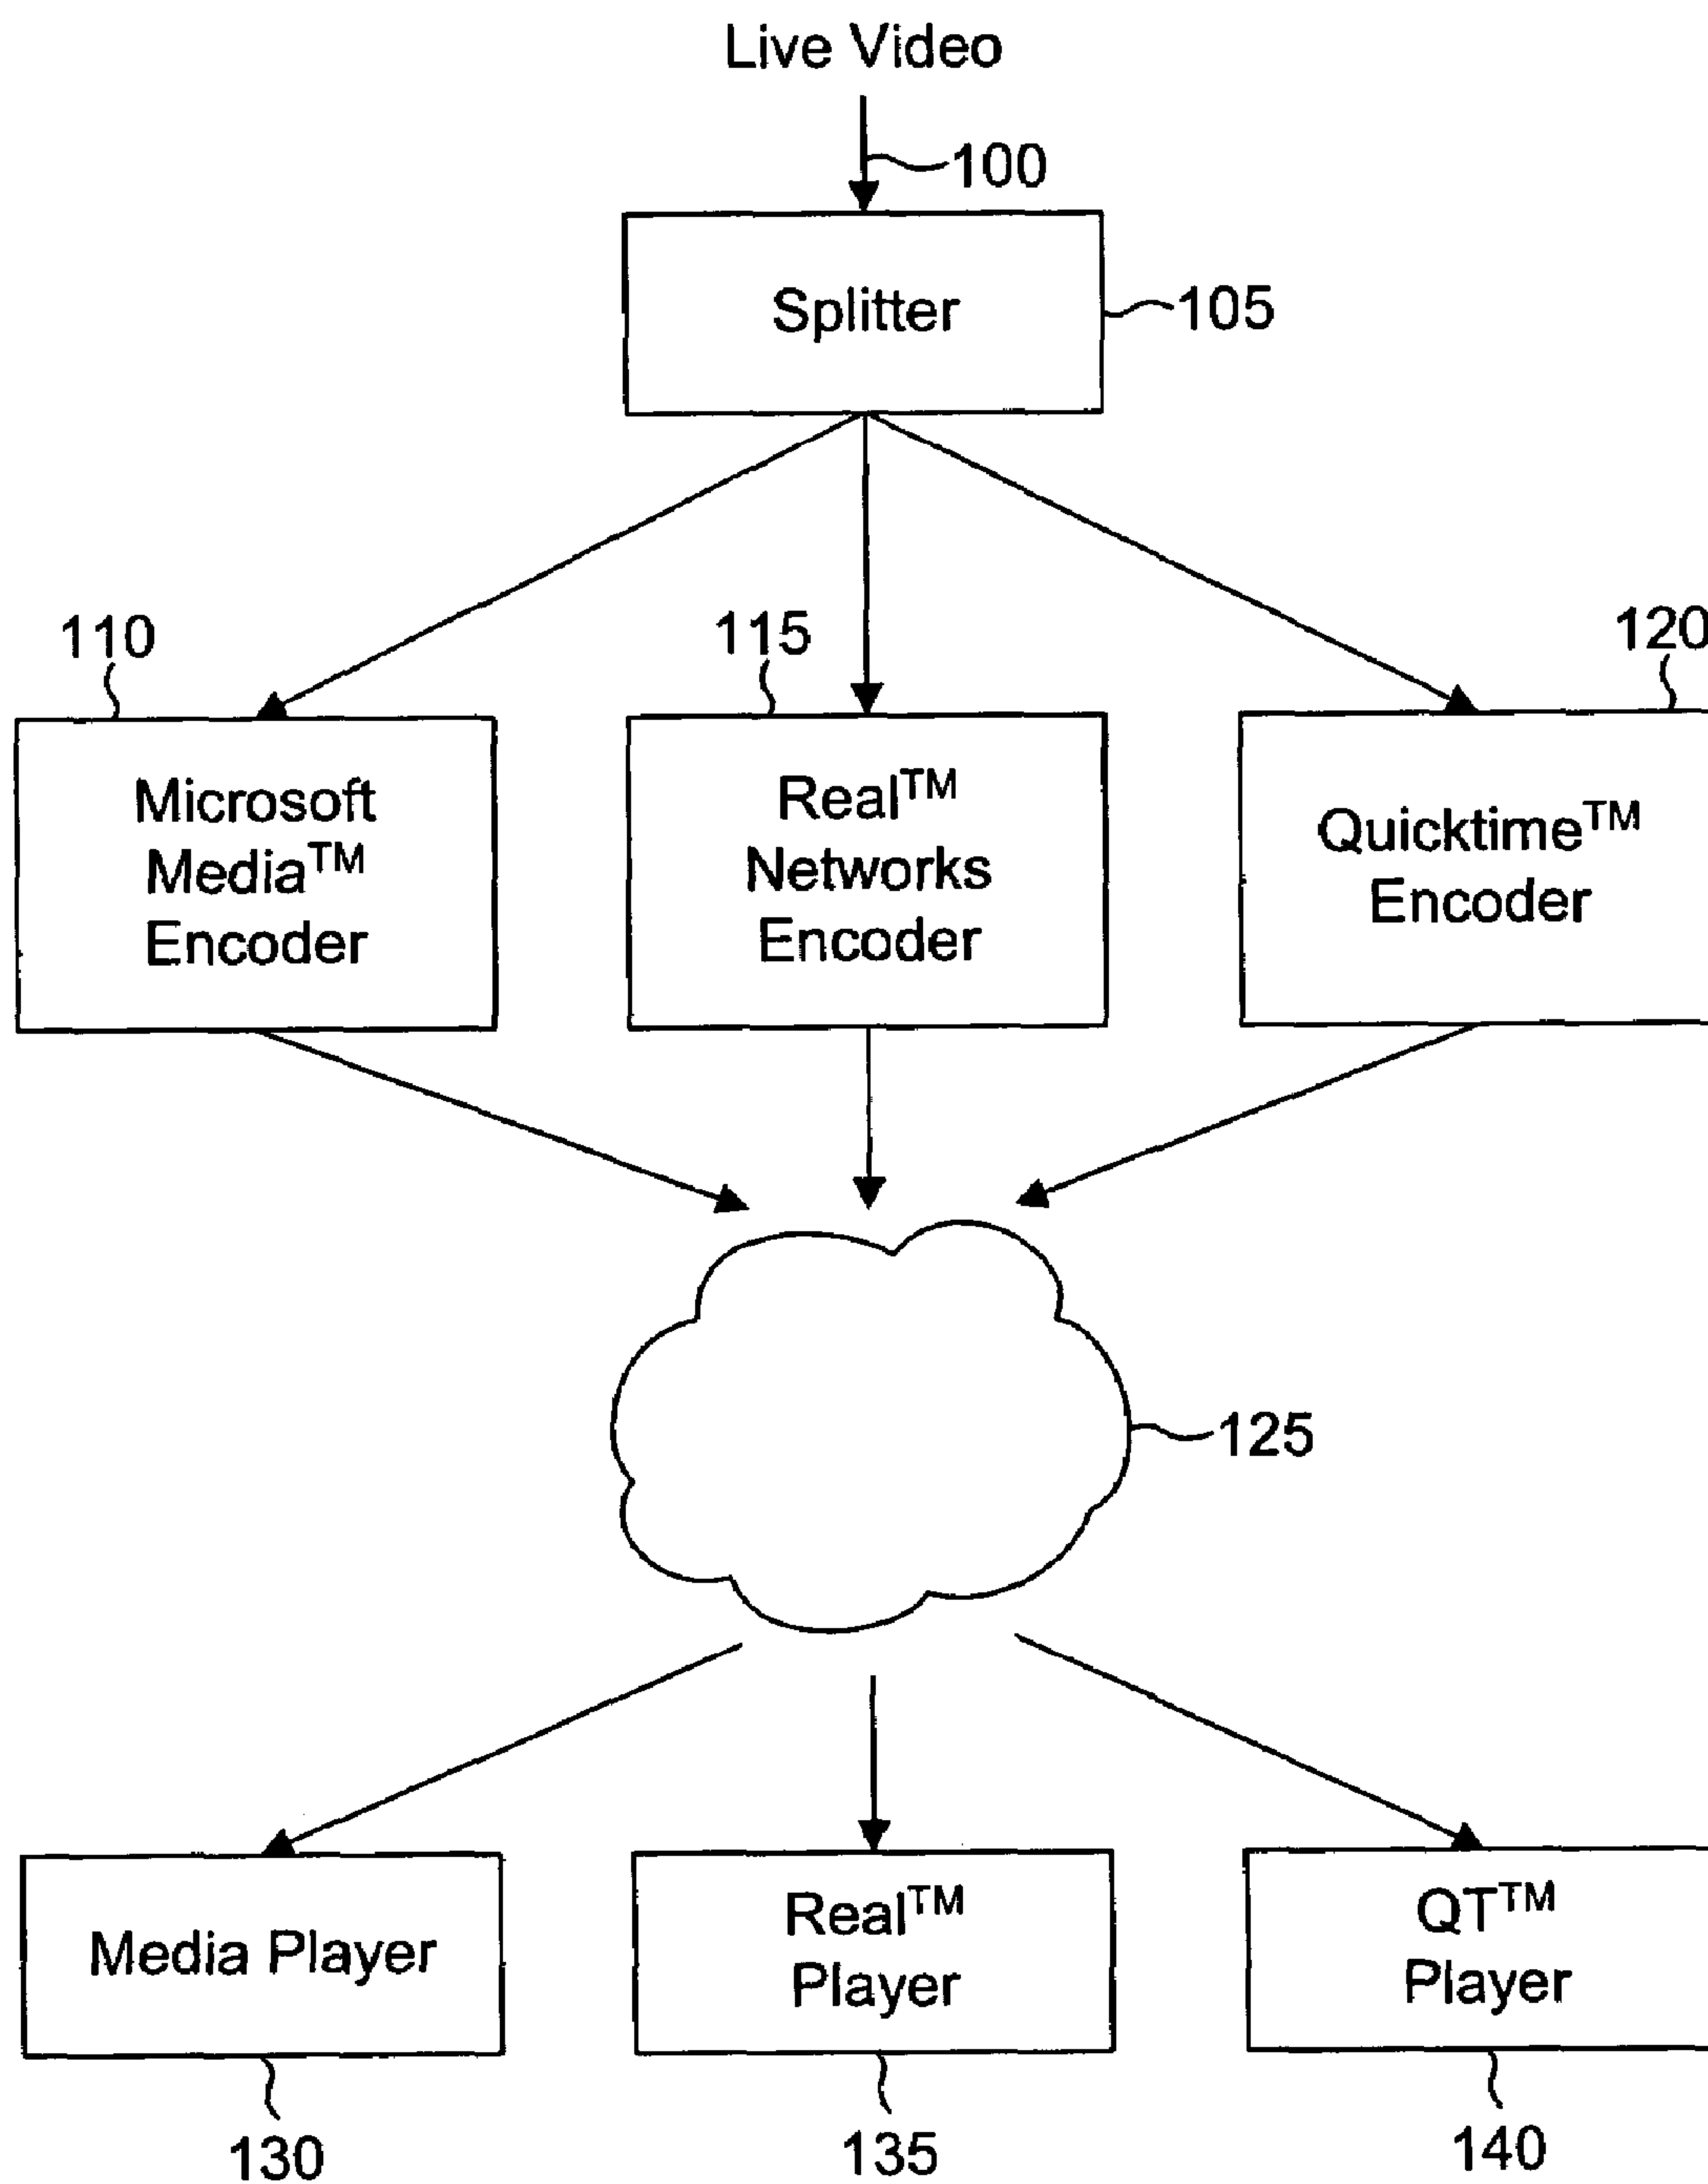 Live Video
100
Splitter
105
110
115
120
Microsoft
Media™
Encoder
Real™
Networks
Encoder
Quicktime™
Encoder
125
Media Player
Real™
Player
QT™
Player
130
135
140